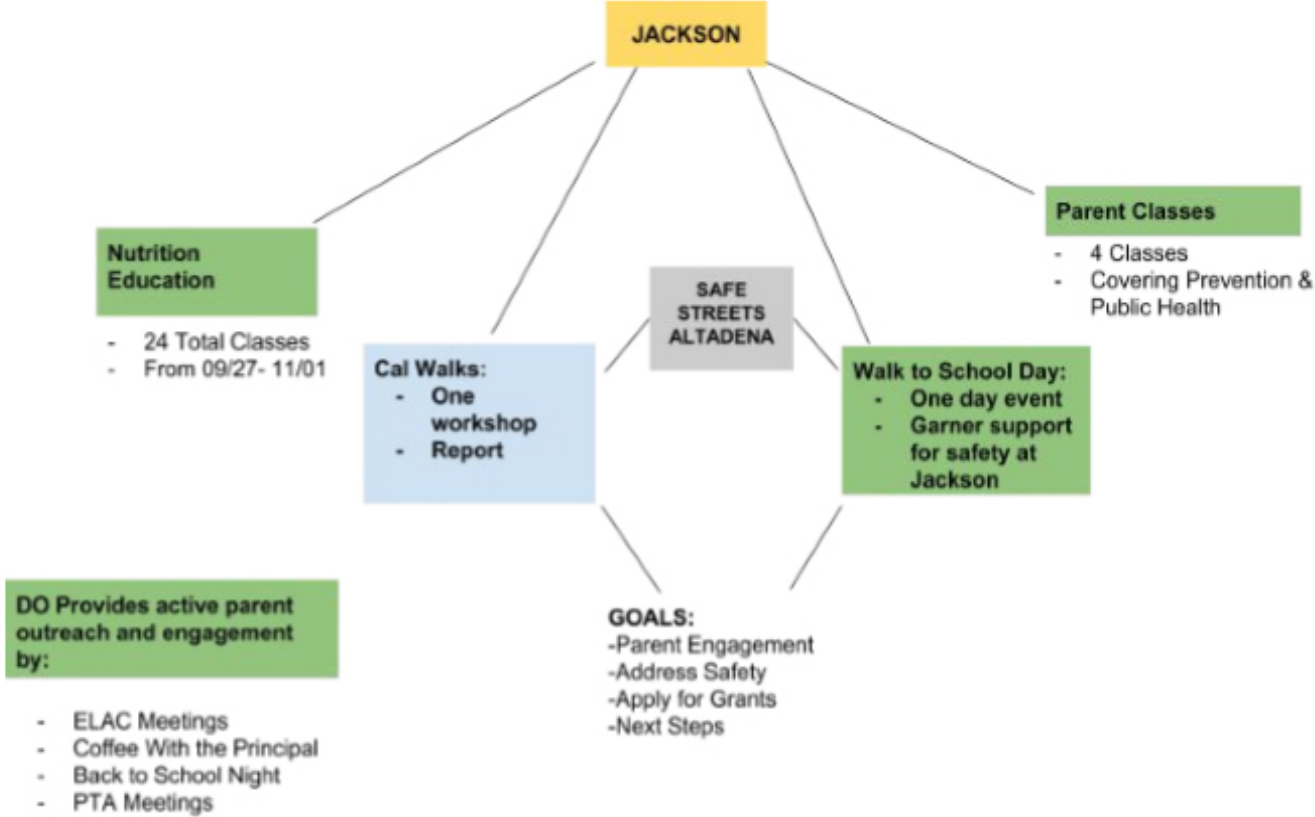 JACKSON
Nutrition
Education
- 24 Total Classes
- From 09/27- 11/01
Cal Walks:
- One
workshop
- Report
SAFE
STREETS
ALTADENA
Walk to School Day:
- One day event
- Garner support
for safety at
Jackson
Parent Classes
- 4 Classes
- Covering Prevention &
Public Health
DO Provides active parent
outreach and engagement
by:
- ELAC Meetings
- Coffee With the Principal
- Back to School Night
- PTA Meetings
GOALS:
-Parent Engagement
-Address Safety
-Apply for Grants
-Next Steps